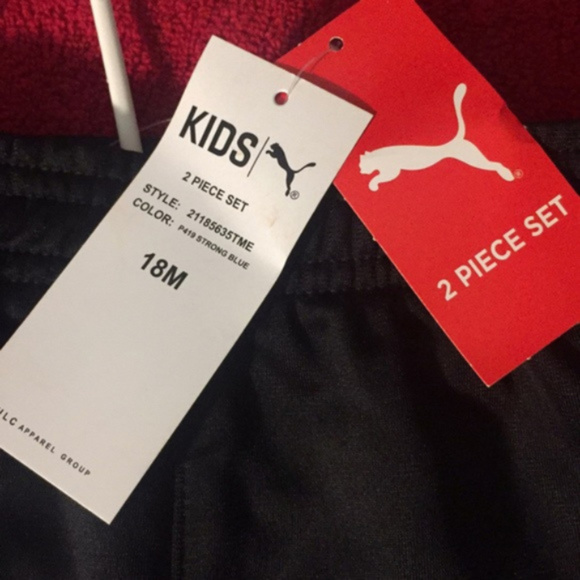 KIDS
2 PIECE SET
STYLE: 21185635TME
COLOR: P419 STRONG BLUE
18M
APPAREL GROUP
2 PIECE SET